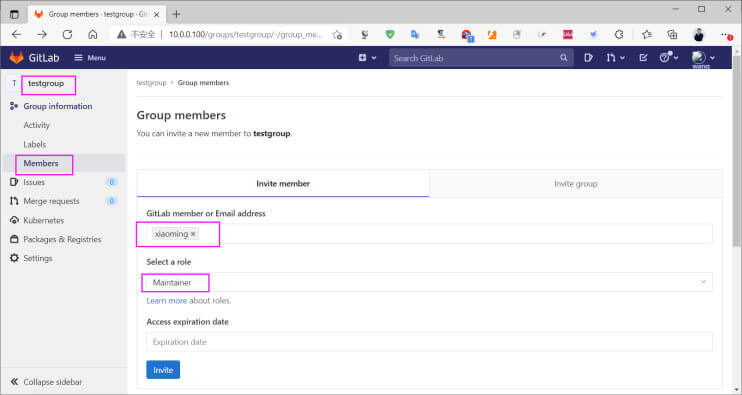 Group members · testgroup · Git
不安全 10.0.0.100/groups/testgroup/-/group_me...
GitLab Menu Search GitLab wang
T testgroup
Group information
Activity
Labels
Members
Issues 0
Merge requests 0
Kubernetes
Packages & Registries
Settings
Collapse sidebar
testgroup › Group members
Group members
You can invite a new member to testgroup.
Invite member Invite group
GitLab member or Email address
xiaoming ×
Select a role
Maintainer
Learn more about roles.
Access expiration date
Expiration date
Invite